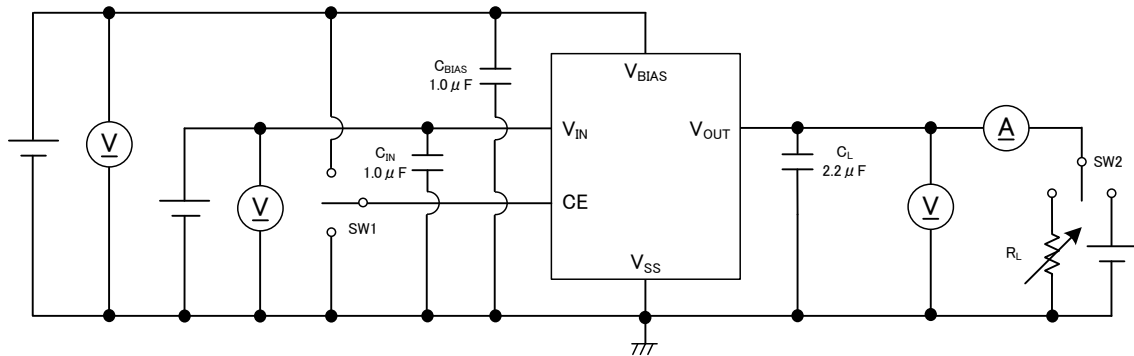 C_BIAS
1.0 μF
V_BIAS
V
V_IN
V_OUT
A
C_IN
1.0 μF
C_L
2.2 μF
SW2
V
CE
V
SW1
R_L
V_SS